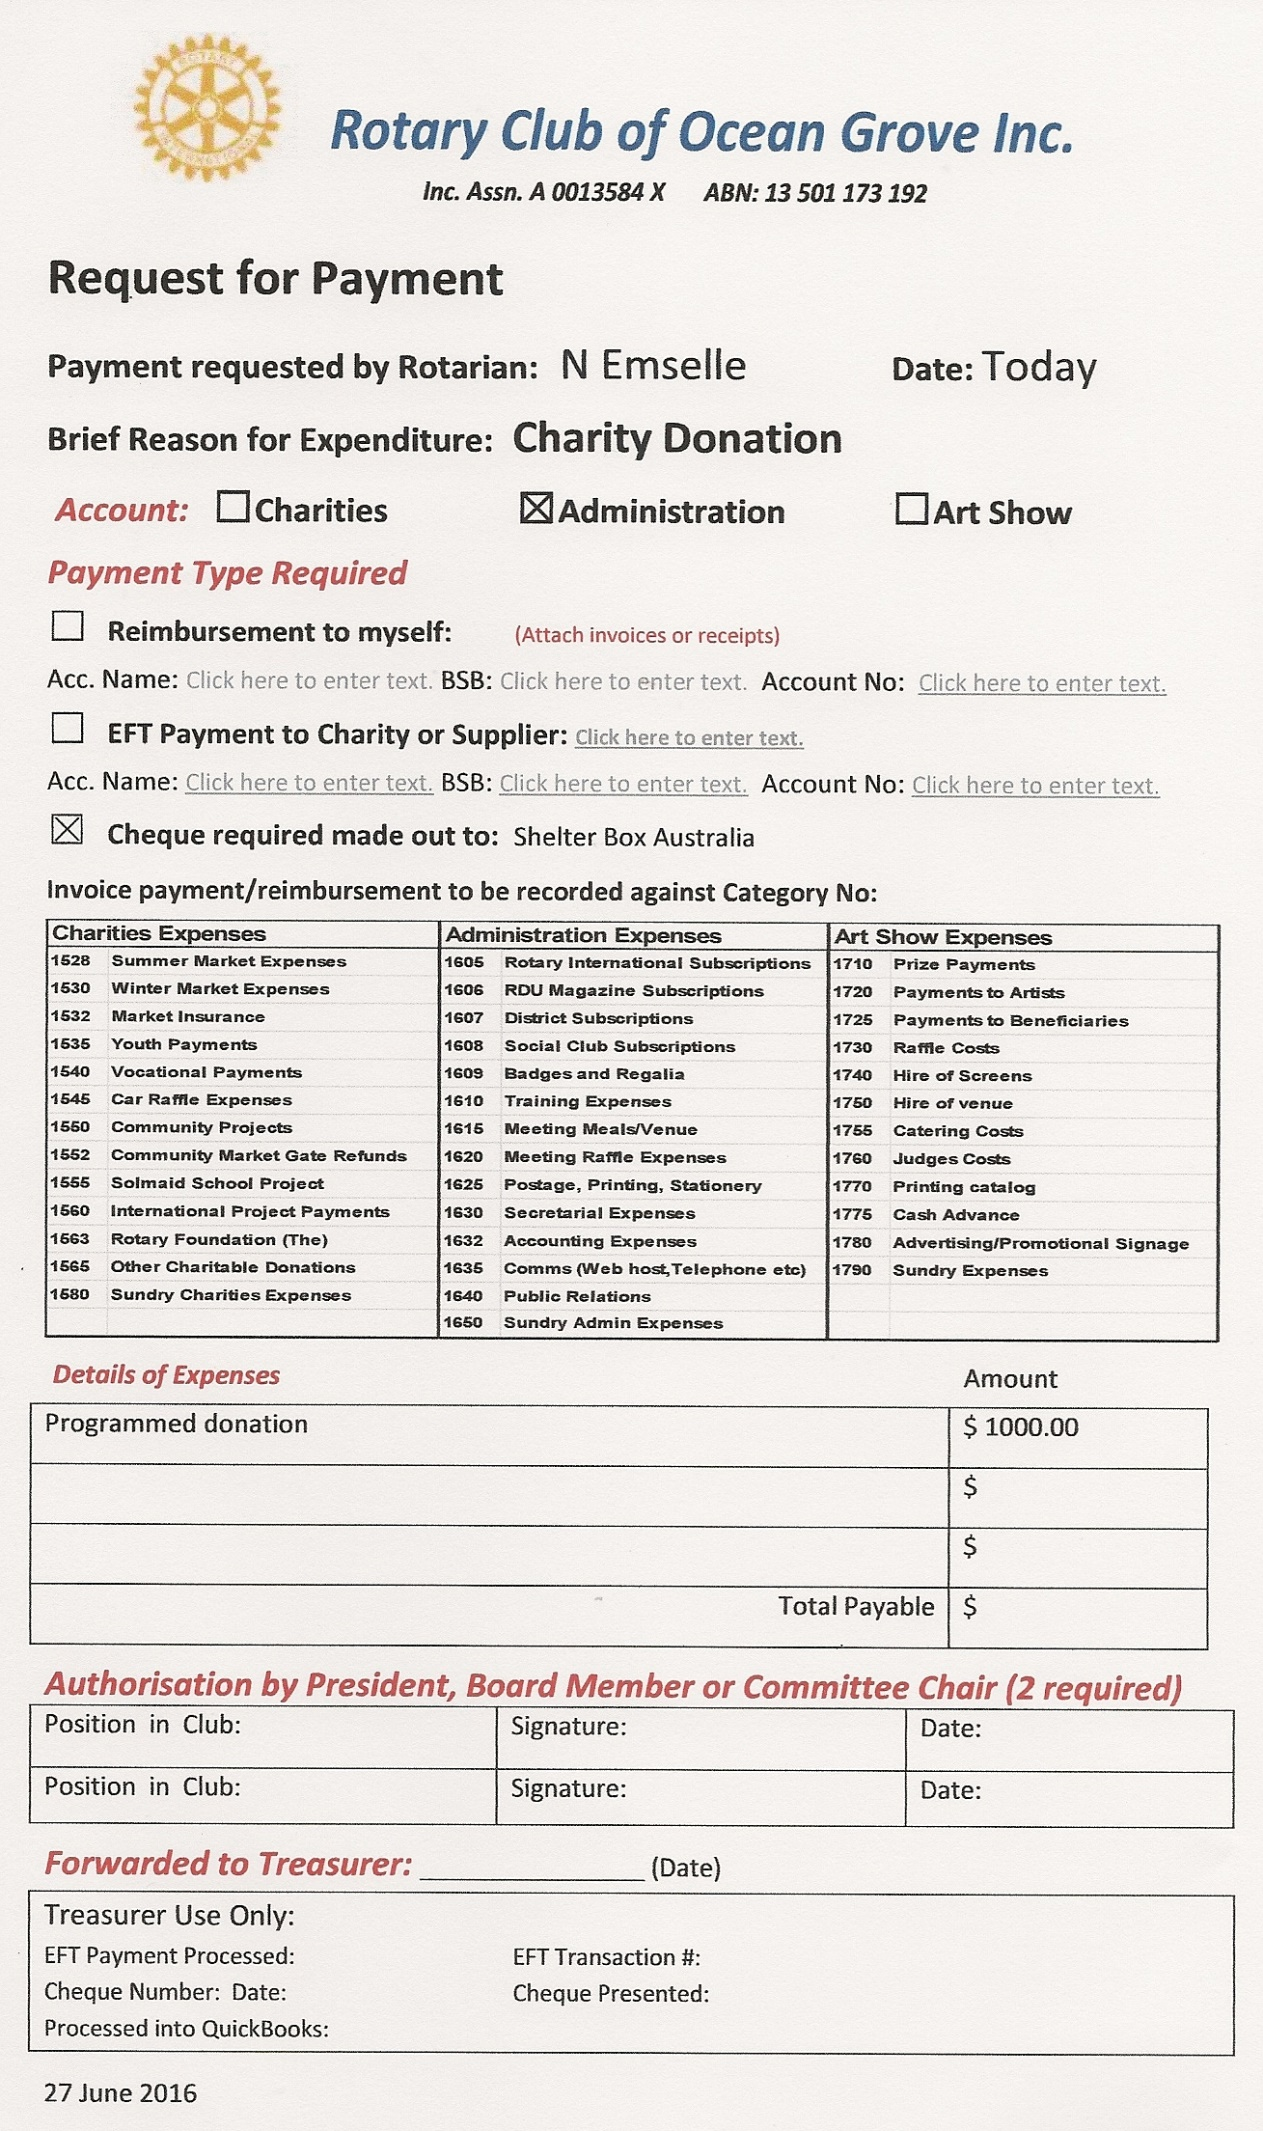 ROTARY
INTERNATIONAL
Rotary Club of Ocean Grove Inc.
Inc. Assn. A 0013584 X ABN: 13 501 173 192
Request for Payment
Payment requested by Rotarian: N Emselle Date: Today
Brief Reason for Expenditure: Charity Donation
Account: ☐ Charities ☒ Administration ☐ Art Show
Payment Type Required
☐ Reimbursement to myself: (Attach invoices or receipts)
Acc. Name: Click here to enter text. BSB: Click here to enter text. Account No: Click here to enter text.
☐ EFT Payment to Charity or Supplier: Click here to enter text.
Acc. Name: Click here to enter text. BSB: Click here to enter text. Account No: Click here to enter text.
☒ Cheque required made out to: Shelter Box Australia
Invoice payment/reimbursement to be recorded against Category No:
Charities Expenses Administration Expenses Art Show Expenses
1528 Summer Market Expenses 1605 Rotary International Subscriptions 1710 Prize Payments
1530 Winter Market Expenses 1606 RDU Magazine Subscriptions 1720 Payments to Artists
1532 Market Insurance 1607 District Subscriptions 1725 Payments to Beneficiaries
1535 Youth Payments 1608 Social Club Subscriptions 1730 Raffle Costs
1540 Vocational Payments 1609 Badges and Regalia 1740 Hire of Screens
1545 Car Raffle Expenses 1610 Training Expenses 1750 Hire of venue
1550 Community Projects 1615 Meeting Meals/Venue 1755 Catering Costs
1552 Community Market Gate Refunds 1620 Meeting Raffle Expenses 1760 Judges Costs
1555 Solmaid School Project 1625 Postage, Printing, Stationery 1770 Printing catalog
1560 International Project Payments 1630 Secretarial Expenses 1775 Cash Advance
1563 Rotary Foundation (The) 1632 Accounting Expenses 1780 Advertising/Promotional Signage
1565 Other Charitable Donations 1635 Comms (Web host,Telephone etc) 1790 Sundry Expenses
1580 Sundry Charities Expenses 1640 Public Relations
1650 Sundry Admin Expenses
Details of Expenses Amount
Programmed donation $ 1000.00
$
$
Total Payable $
Authorisation by President, Board Member or Committee Chair (2 required)
Position in Club: Signature: Date:
Position in Club: Signature: Date:
Forwarded to Treasurer: ______________ (Date)
Treasurer Use Only:
EFT Payment Processed: EFT Transaction #:
Cheque Number: Date: Cheque Presented:
Processed into QuickBooks:
27 June 2016